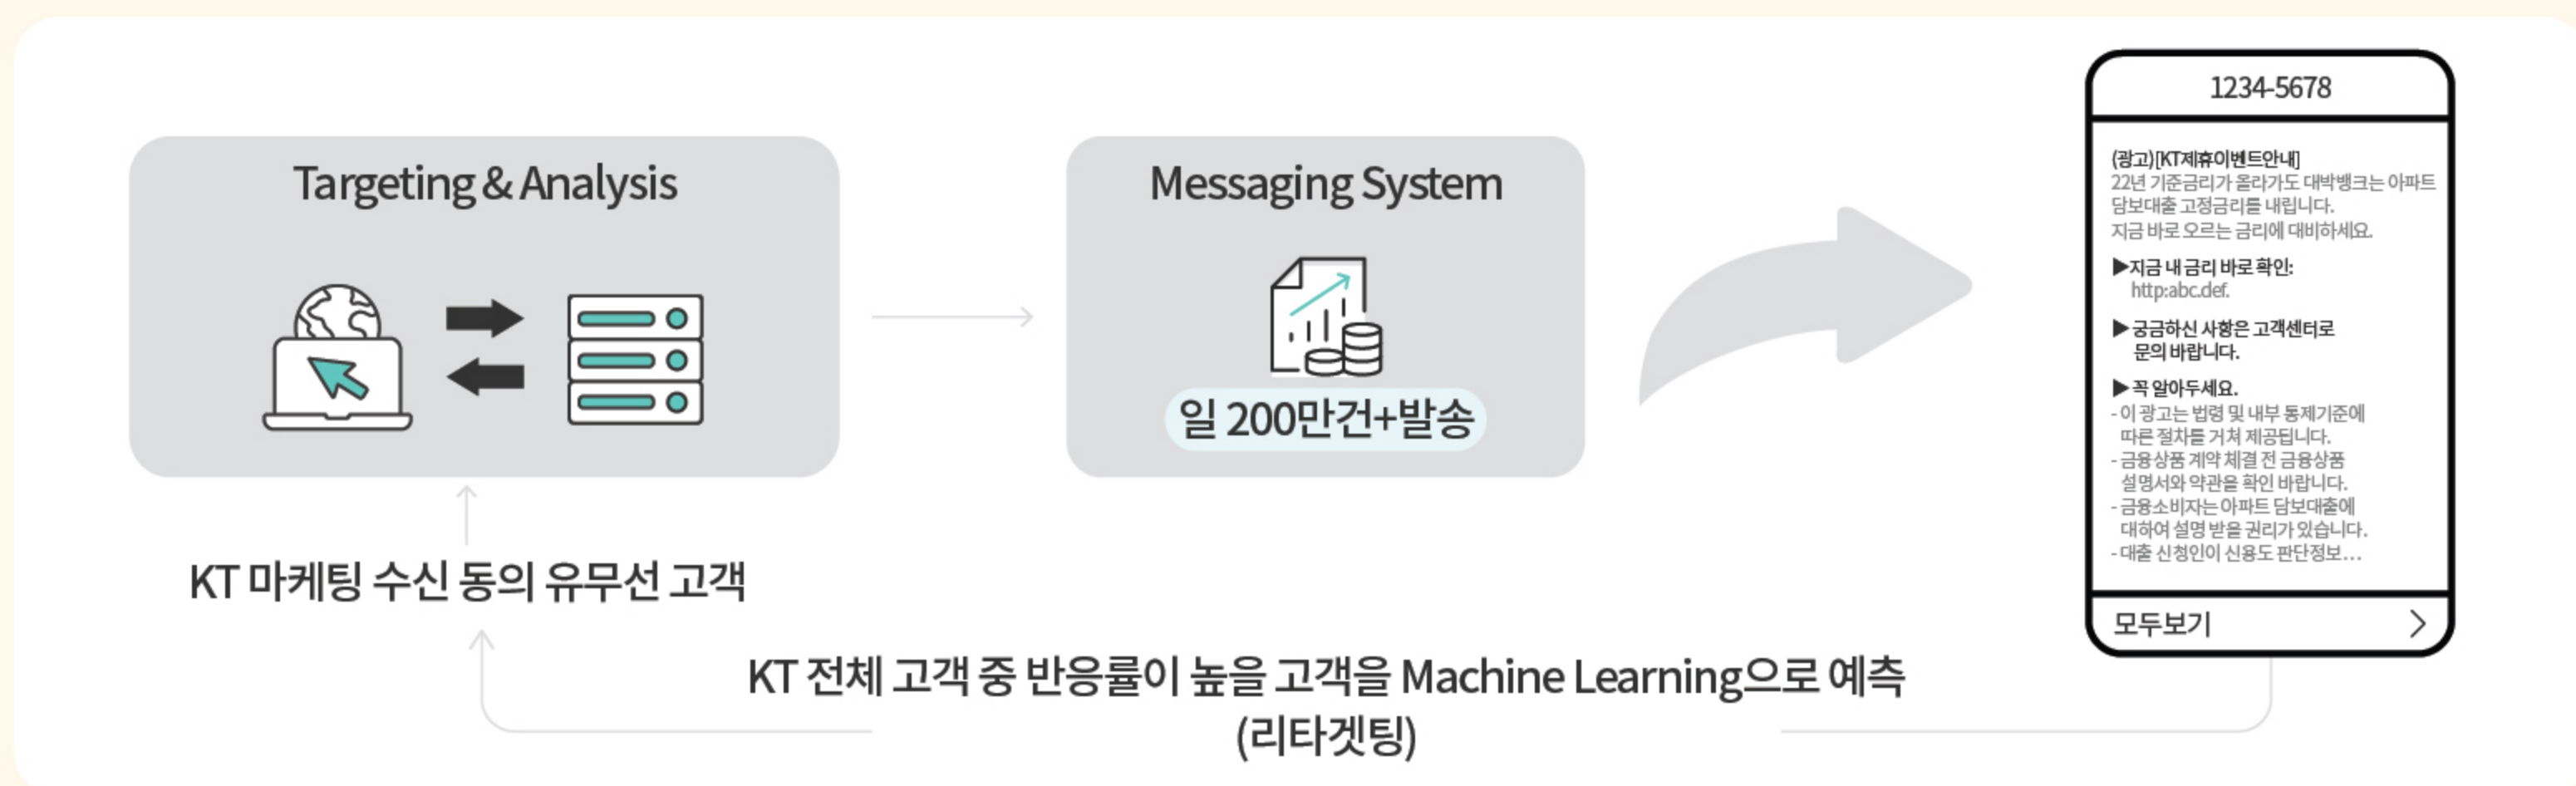 Targeting & Analysis
Messaging System
일 200만건+발송
KT 마케팅 수신 동의 유무선 고객
KT 전체 고객 중 반응률이 높을 고객을 Machine Learning으로 예측
(리타겟팅)
1234-5678
(광고)[KT제휴이벤트안내]
22년 기준금리가 올라가도 대박뱅크는 아파트
담보대출 고정금리를 내립니다.
지금 바로 오르는 금리에 대비하세요.
▶지금 내 금리 바로 확인:
http:abc.def.
▶ 궁금하신 사항은 고객센터로
문의 바랍니다.
▶ 꼭 알아두세요.
- 이 광고는 법령 및 내부 통제기준에
따른 절차를 거쳐 제공됩니다.
- 금융상품 계약 체결 전 금융상품
설명서와 약관을 확인 바랍니다.
- 금융소비자는 아파트 담보대출에
대하여 설명 받을 권리가 있습니다.
- 대출 신청인이 신용도 판단정보…
모두보기